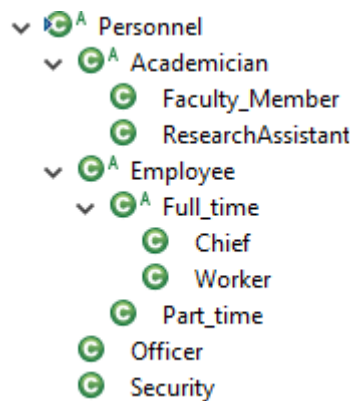 A Personnel
A Academician
Faculty_Member
ResearchAssistant
A Employee
A Full_time
Chief
Worker
Part_time
Officer
Security